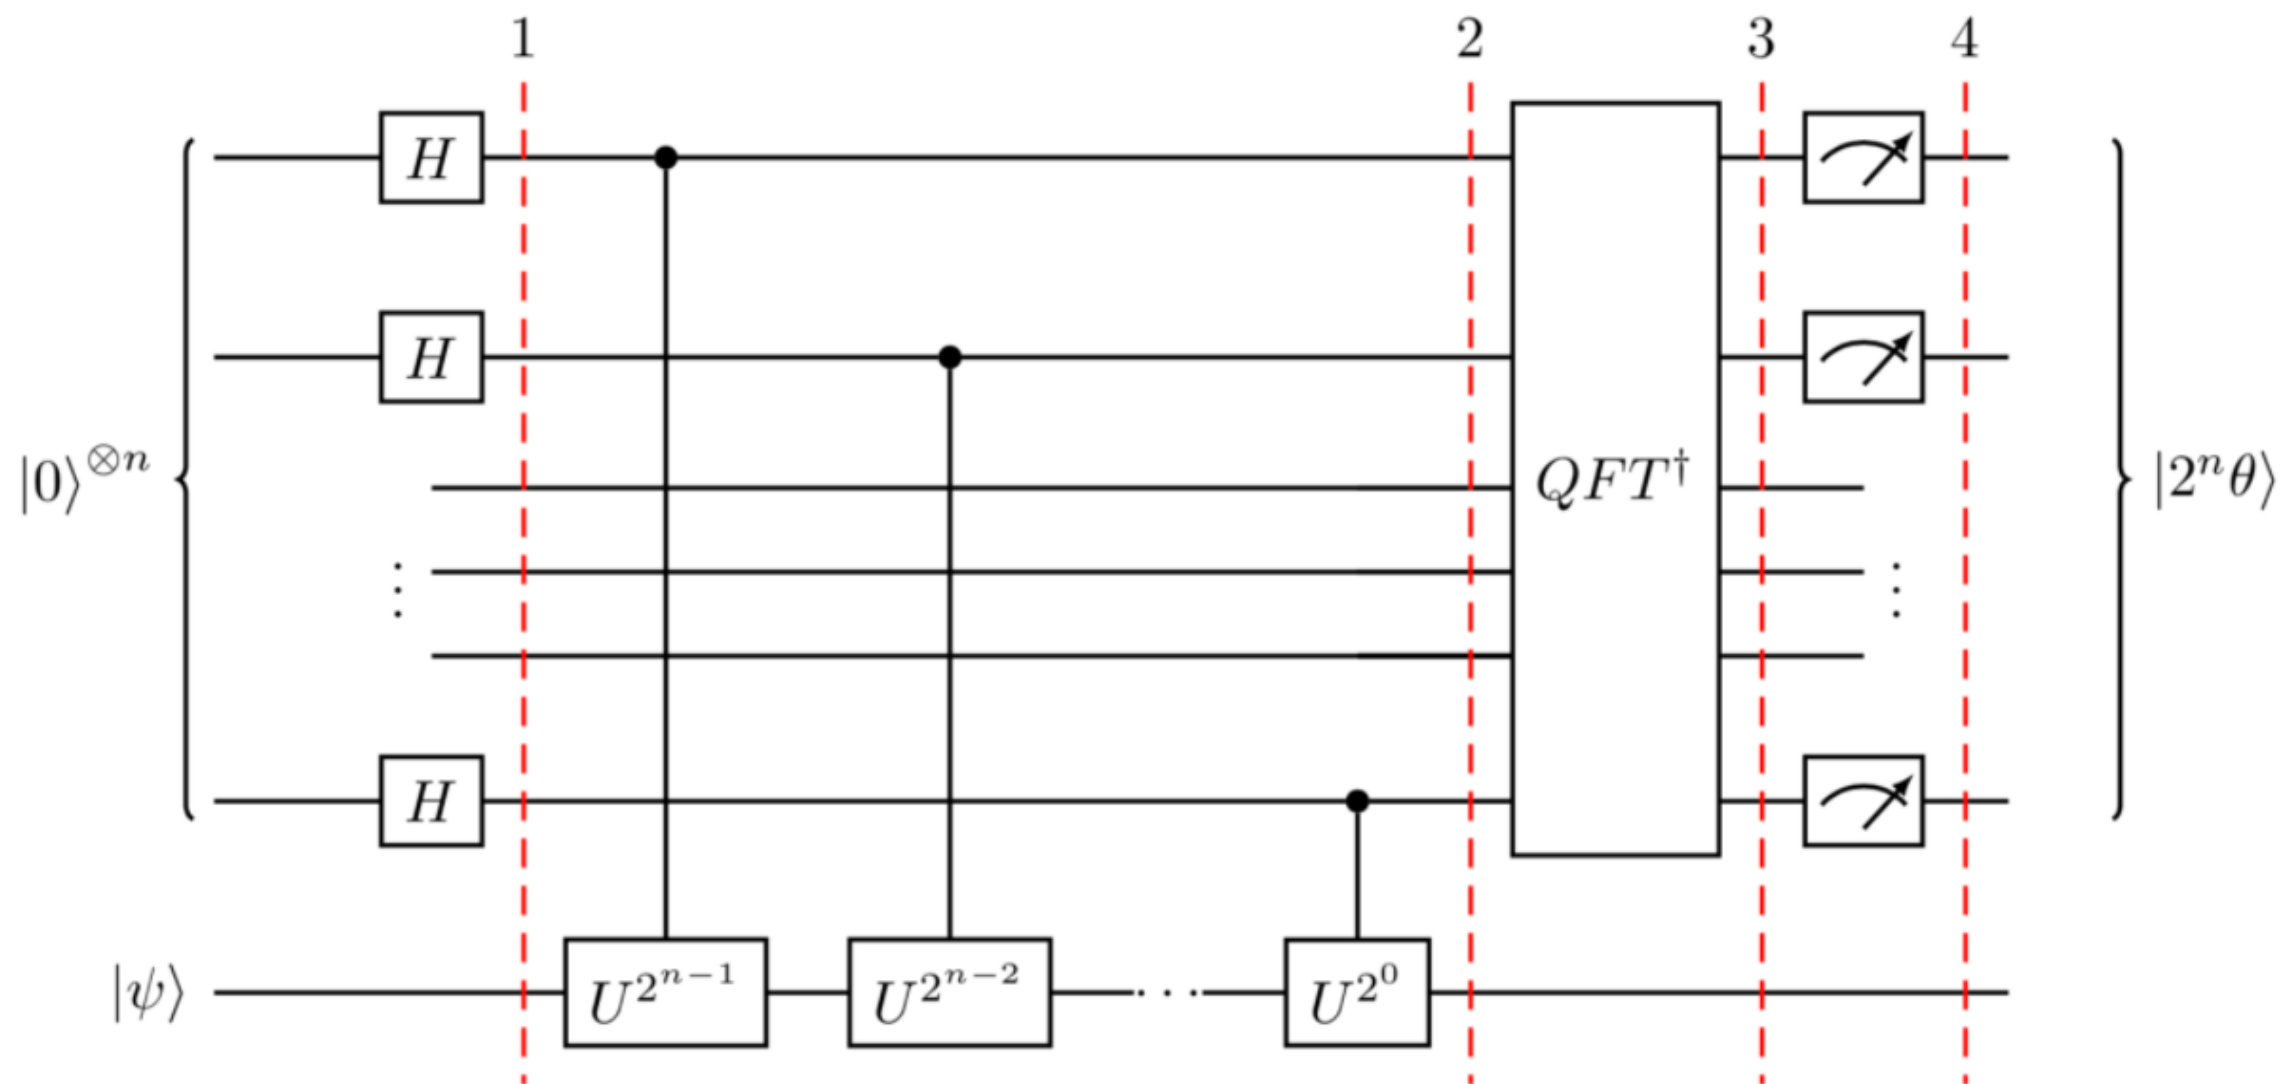 1 2 3 4
H
H
|0⟩^{⊗n} QFT^† |2^nθ⟩
H
|ψ⟩ U^{2^{n-1}} U^{2^{n-2}} · · · U^{2^0}